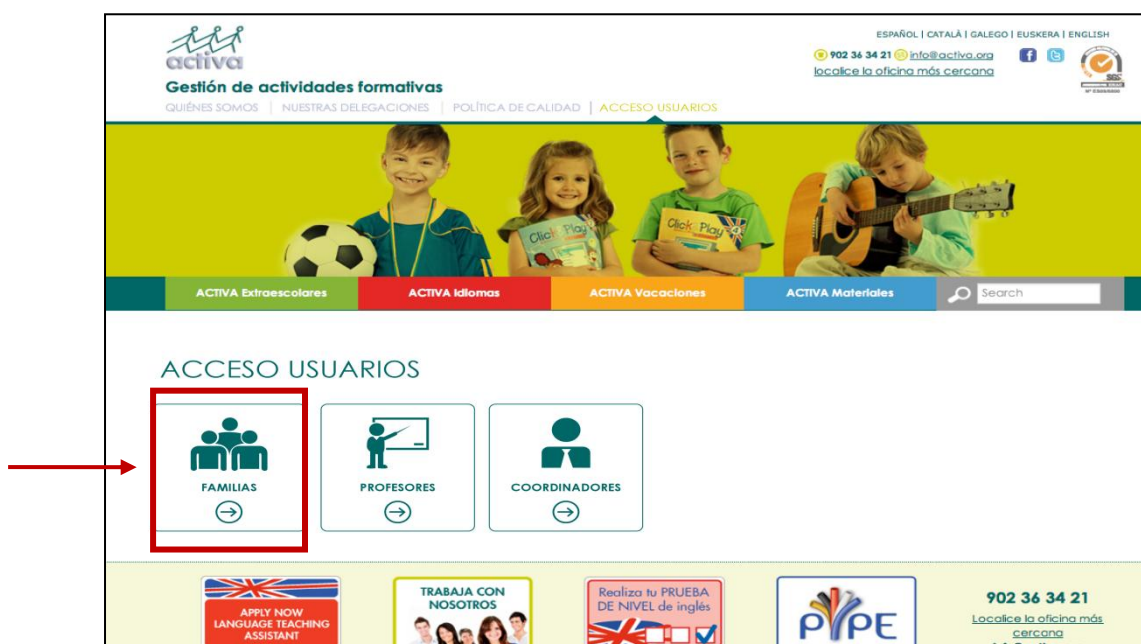 activa
ESPAÑOL | CATALÀ | GALEGO | EUSKERA | ENGLISH
902 36 34 21 info@activa.org
localice la oficina más cercana
Gestión de actividades formativas
QUIÉNES SOMOS | NUESTRAS DELEGACIONES | POLÍTICA DE CALIDAD | ACCESO USUARIOS
Click Play
Click Play 4
ACTIVA Extraescolares
ACTIVA Idiomas
ACTIVA Vacaciones
ACTIVA Materiales
Search
ACCESO USUARIOS
FAMILIAS
PROFESORES
COORDINADORES
APPLY NOW
LANGUAGE TEACHING
ASSISTANT
TRABAJA CON
NOSOTROS
Realiza tu PRUEBA
DE NIVEL de inglés
PYPE
902 36 34 21
Localice la oficina más
cercana